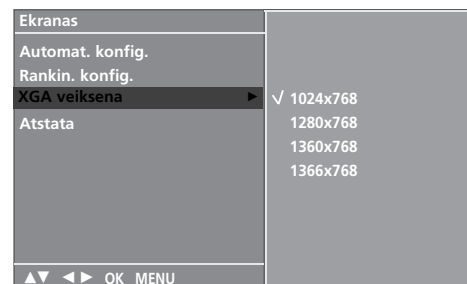 Ekranas
Automat. konfig.
Rankin. konfig.
XGA veiksena ►
Atstata
√ 1024x768
1280x768
1360x768
1366x768
▲▼ ◄► OK MENU